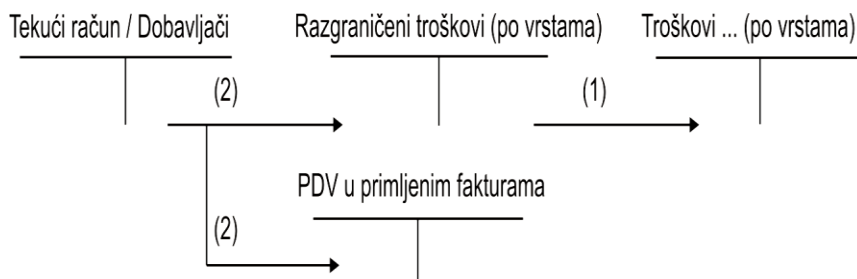 Tekući račun / Dobavljači
Razgraničeni troškovi (po vrstama)
Troškovi ... (po vrstama)
(2)
(1)
PDV u primljenim fakturama
(2)